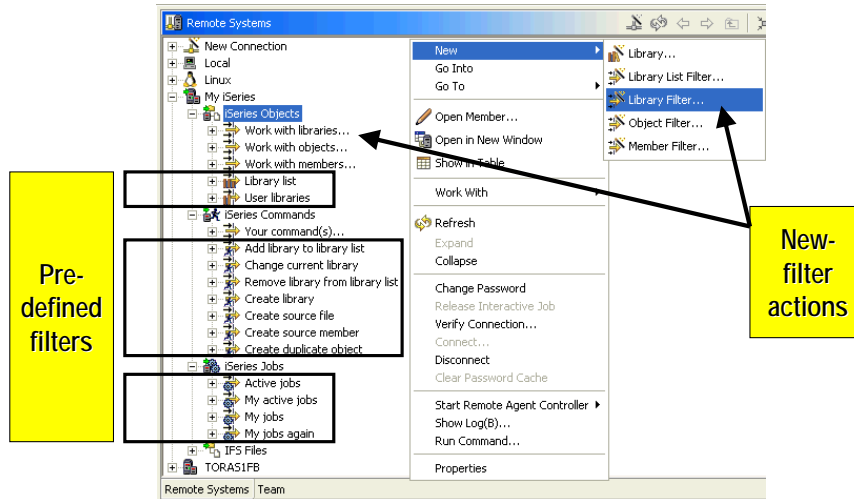 Remote Systems
New Connection
Local
Linux
My iSeries
iSeries Objects
Work with libraries...
Work with objects...
Work with members...
Library list
User libraries
iSeries Commands
Your command(s)...
Add library to library list
Change current library
Remove library from library list
Create library
Create source file
Create source member
Create duplicate object
iSeries Jobs
Active jobs
My active jobs
My jobs
My jobs again
IFS Files
TORAS1FB
Remote Systems Team
New
Go Into
Go To
Open Member...
Open in New Window
Show in Table
Work With
Refresh
Expand
Collapse
Change Password
Release Interactive Job
Verify Connection...
Connect...
Disconnect
Clear Password Cache
Start Remote Agent Controller
Show Log(B)...
Run Command...
Properties
Library...
Library List Filter...
Library Filter...
Object Filter...
Member Filter...
Pre-
defined
filters
New-
filter
actions